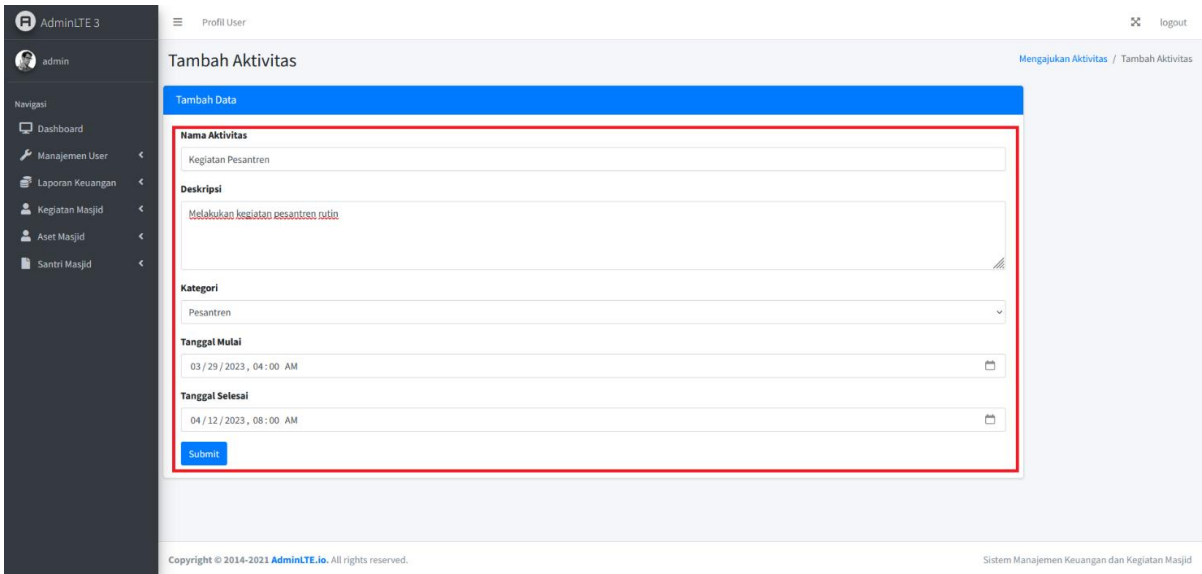 AdminLTE 3
Profil User
logout
admin
Tambah Aktivitas
Mengajukan Aktivitas / Tambah Aktivitas
Navigasi
Dashboard
Manajemen User
Laporan Keuangan
Kegiatan Masjid
Aset Masjid
Santri Masjid
Tambah Data
Nama Aktivitas
Kegiatan Pesantren
Deskripsi
Melakukan kegiatan pesantren rutin
Kategori
Pesantren
Tanggal Mulai
03/29/2023, 04:00 AM
Tanggal Selesai
04/12/2023, 08:00 AM
Submit
Copyright © 2014-2021 AdminLTE.io. All rights reserved.
Sistem Manajemen Keuangan dan Kegiatan Masjid